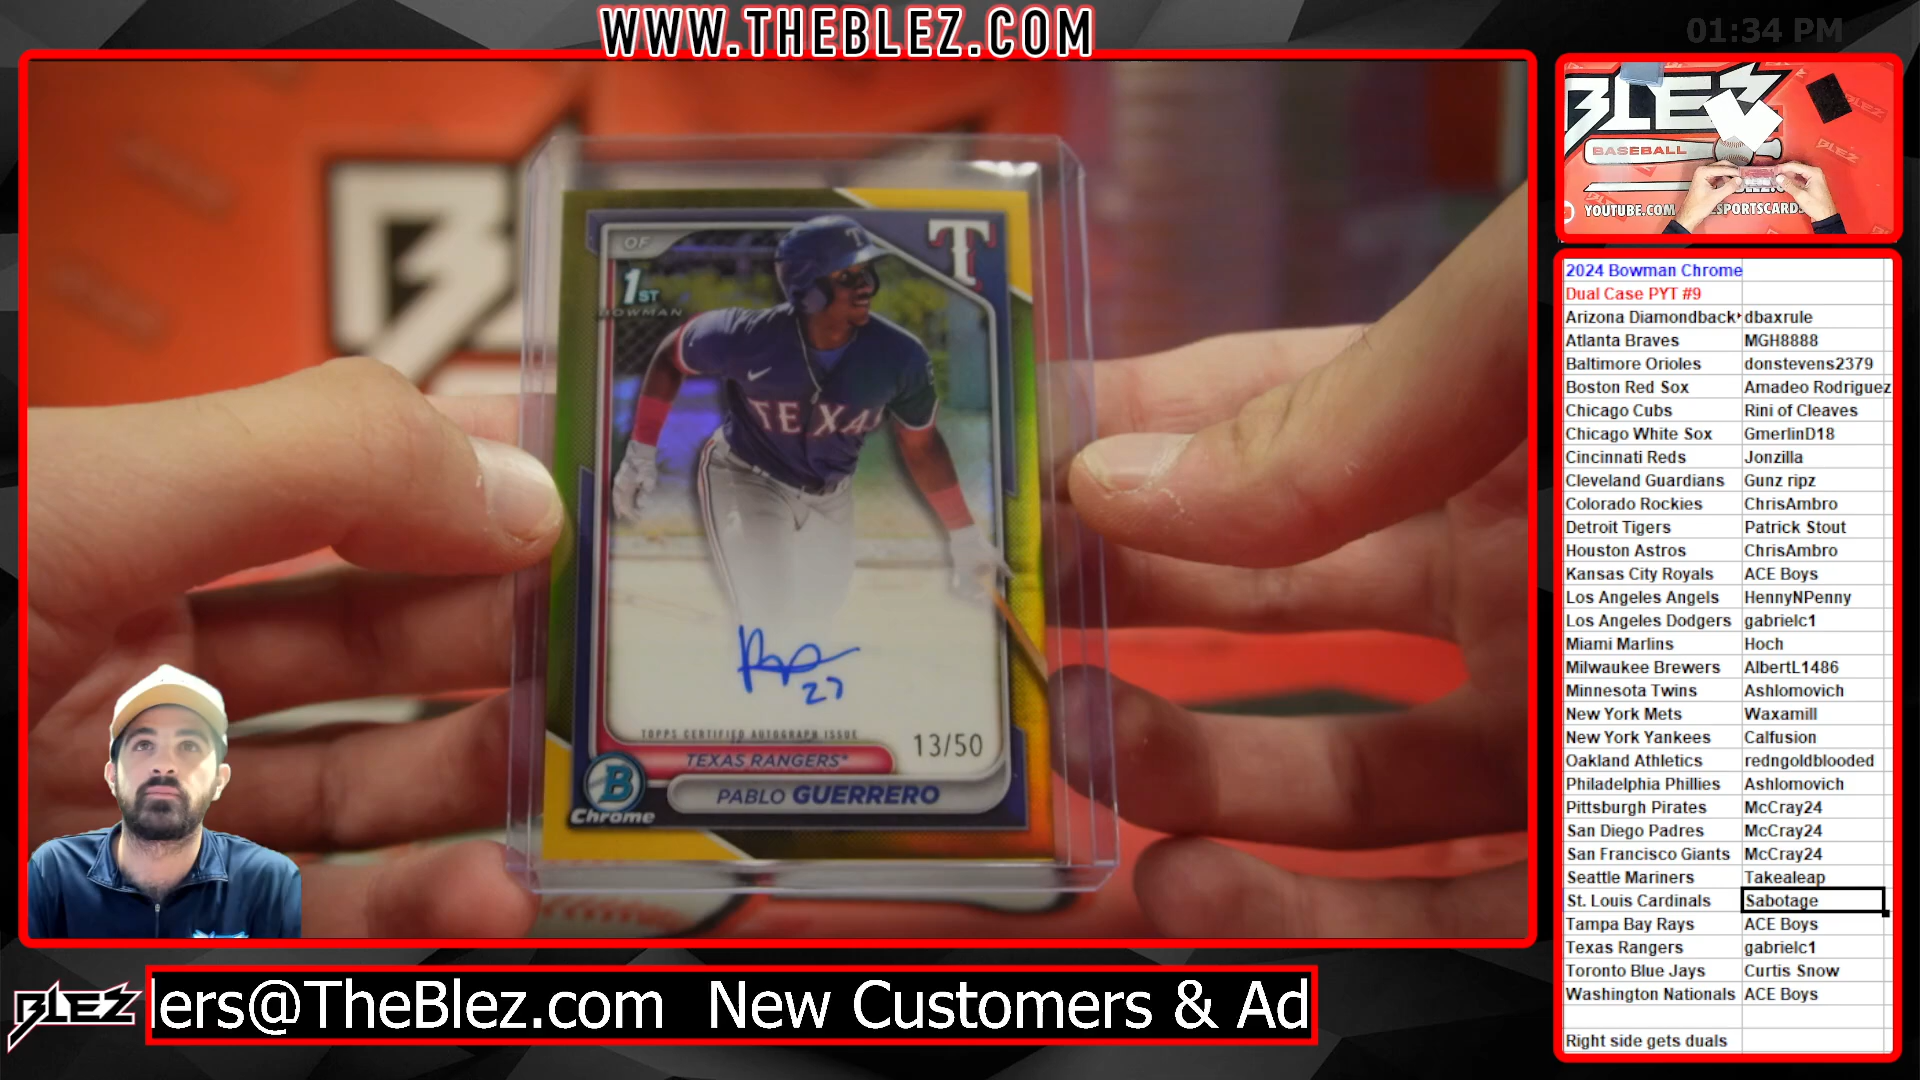 WWW.THEBLEZ.COM
01:34 PM
OF
1ST
BOWMAN
T
T
TEXAS
27
TOPPS CERTIFIED AUTOGRAPH ISSUE
13/50
TEXAS RANGERS*
PABLO GUERRERO
B
Chrome
BLEZ
BASEBALL
BLEZ
YOUTUBE.COM
ESPORTSCARDS
2024 Bowman Chrome
Dual Case PYT #9
Arizona Diamondback dbaxrule
Atlanta Braves MGH8888
Baltimore Orioles donstevens2379
Boston Red Sox Amadeo Rodriguez
Chicago Cubs Rini of Cleaves
Chicago White Sox GmerlinD18
Cincinnati Reds Jonzilla
Cleveland Guardians Gunz ripz
Colorado Rockies ChrisAmbro
Detroit Tigers Patrick Stout
Houston Astros ChrisAmbro
Kansas City Royals ACE Boys
Los Angeles Angels HennyNPenny
Los Angeles Dodgers gabrielc1
Miami Marlins Hoch
Milwaukee Brewers AlbertL1486
Minnesota Twins Ashlomovich
New York Mets Waxamill
New York Yankees Calfusion
Oakland Athletics redngoldblooded
Philadelphia Phillies Ashlomovich
Pittsburgh Pirates McCray24
San Diego Padres McCray24
San Francisco Giants McCray24
Seattle Mariners Takealeap
St. Louis Cardinals Sabotage
Tampa Bay Rays ACE Boys
Texas Rangers gabrielc1
Toronto Blue Jays Curtis Snow
Washington Nationals ACE Boys
Right side gets duals
BLEZ
lers@TheBlez.com New Customers & Ad